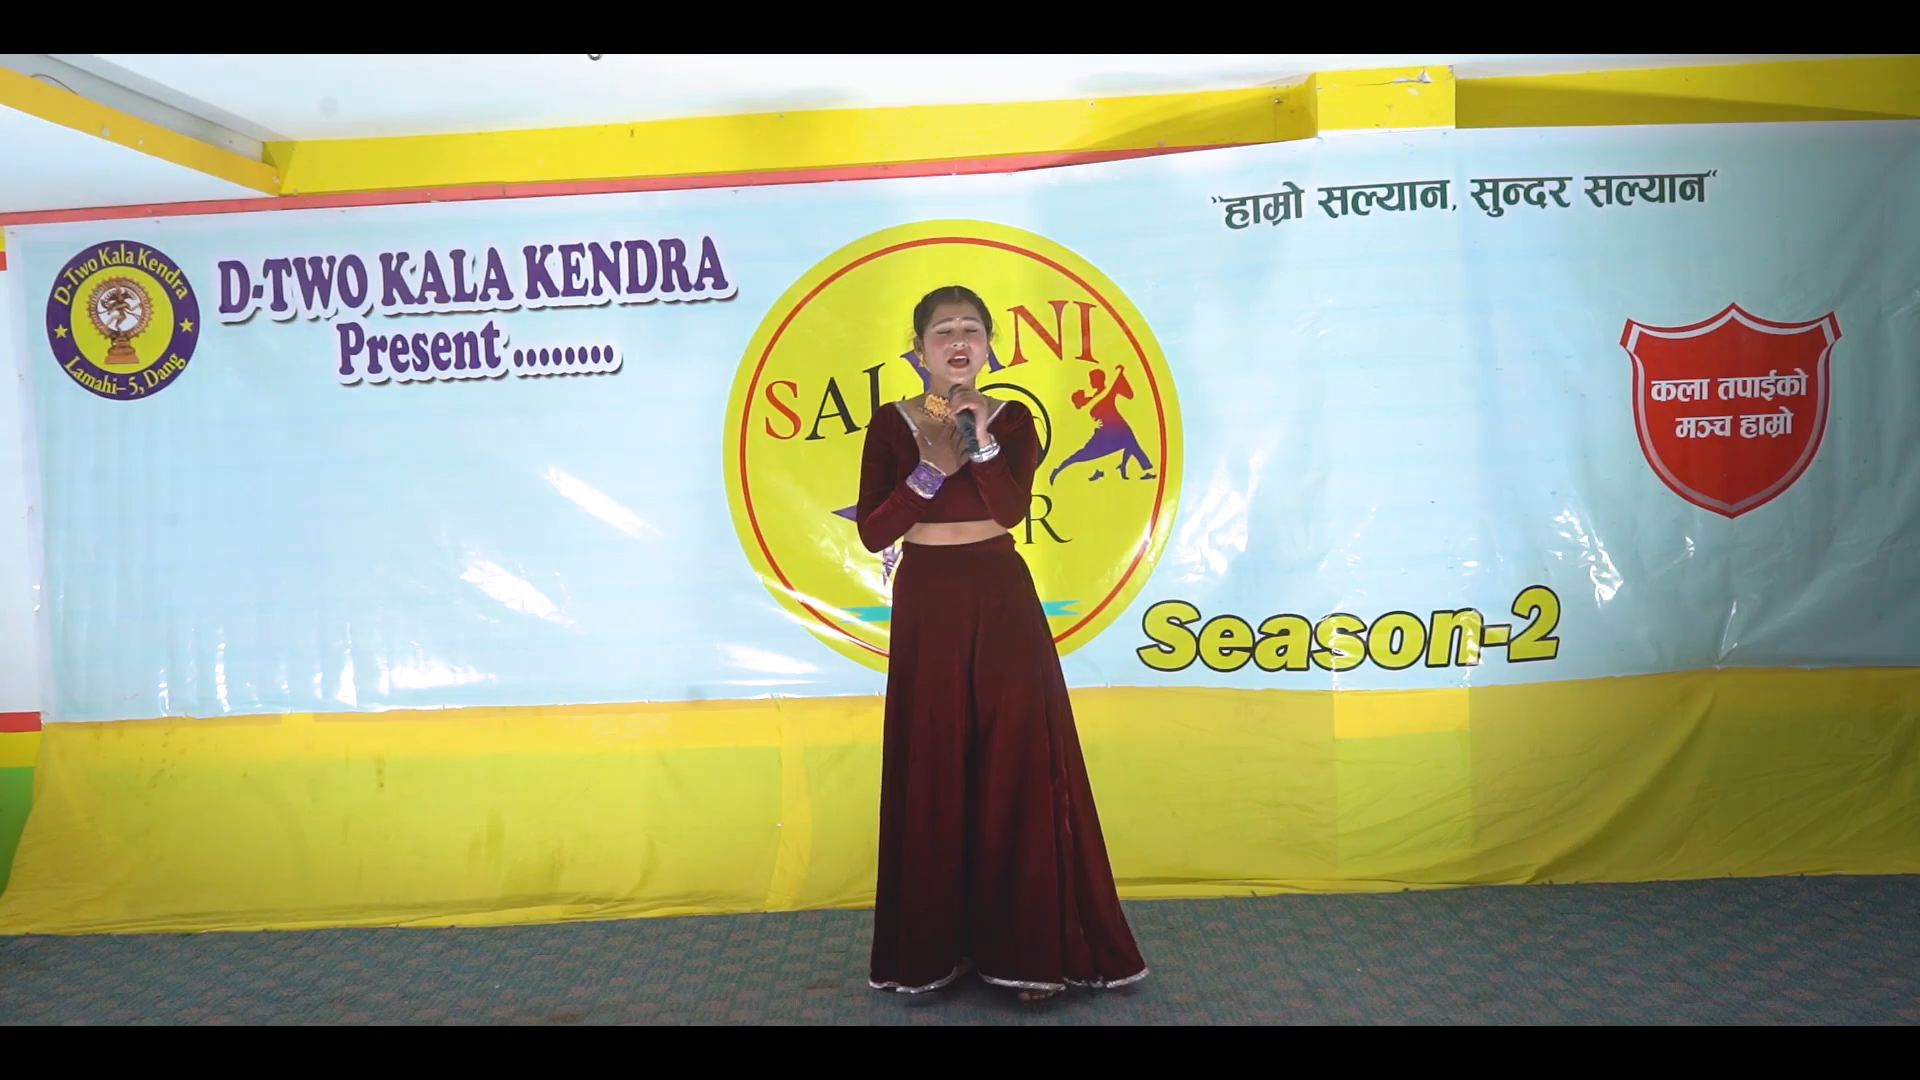 D-Two Kala Kendra
Lamahi-5, Dang
D-TWO KALA KENDRA
Present ........
"हाम्रो सल्यान, सुन्दर सल्यान"
कला तपाईको
मञ्च हाम्रो
Season-2